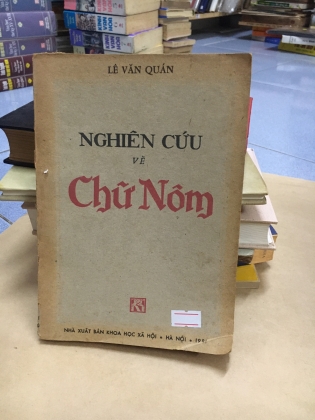 LÊ VĂN QUÁN
NGHIÊN CỨU
VỀ
Chữ Nôm
NHÀ XUẤT BẢN KHOA HỌC XÃ HỘI • HÀ NỘI •